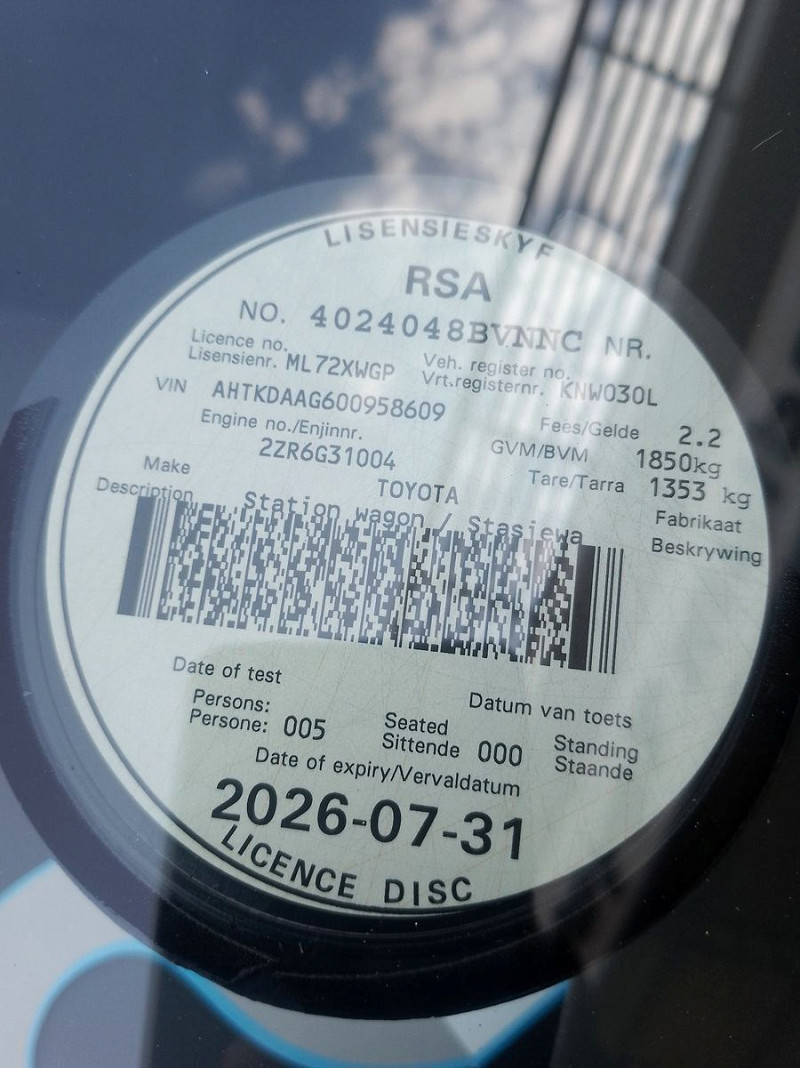 LISENSIESKYF
RSA
NO. 4024048BVNNC NR.
Licence no. Veh. register no.
Lisensienr. ML72XWGP Vrt.registernr. KNW030L
VIN AHTKDAAG600958609 Fees/Gelde 2.2
Engine no./Enjinnr. GVM/BVM 1850kg
2ZR6G31004 Tare/Tarra 1353 kg
Make TOYOTA Fabrikaat
Description Station wagon / Stasiewa Beskrywing
Date of test Datum van toets
Persons: Seated Standing
Persone: 005 Sittende 000 Staande
Date of expiry/Vervaldatum
2026-07-31
LICENCE DISC